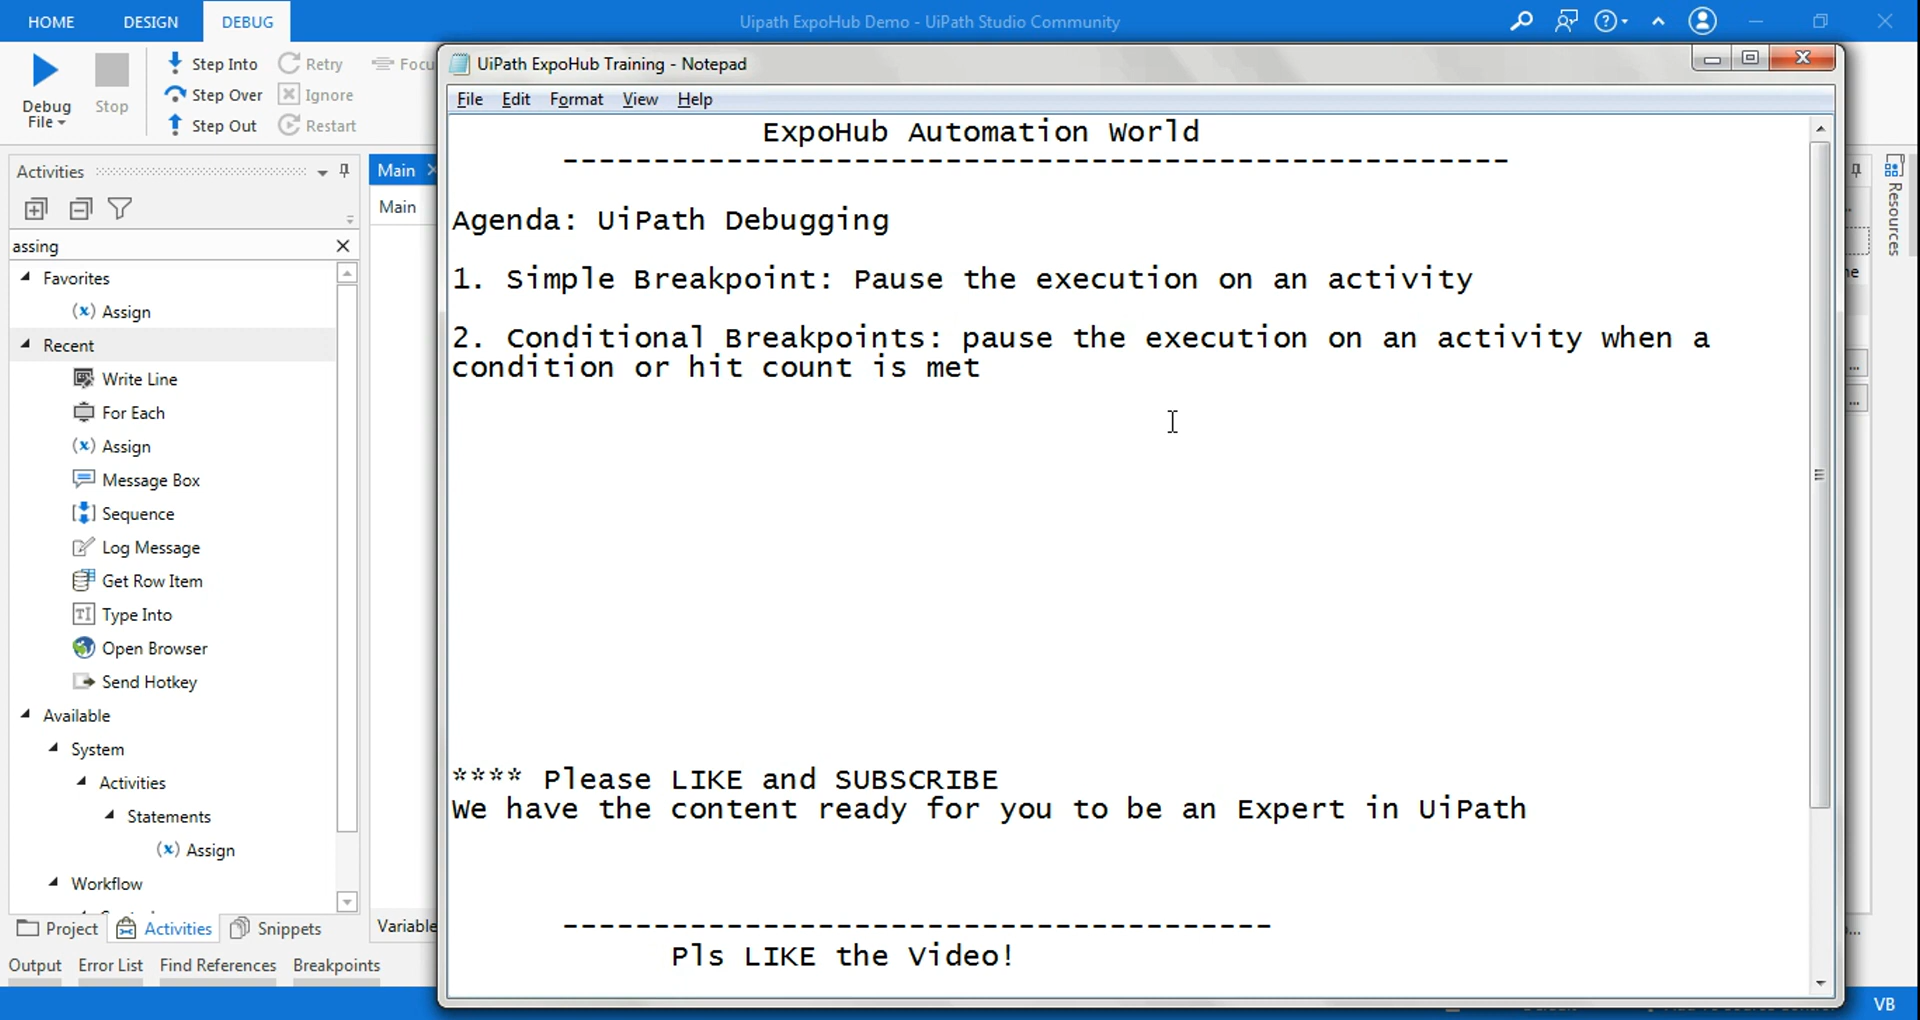 HOME DESIGN DEBUG Uipath ExpoHub Demo - UiPath Studio Community
Debug File
Stop
Step Into
Step Over
Step Out
Retry
Ignore
Restart
Focu
UiPath ExpoHub Training - Notepad
File Edit Format View Help
ExpoHub Automation World
----------------------------------------------------
Agenda: UiPath Debugging
1. Simple Breakpoint: Pause the execution on an activity
2. Conditional Breakpoints: pause the execution on an activity when a
condition or hit count is met
**** Please LIKE and SUBSCRIBE
We have the content ready for you to be an Expert in UiPath
---------------------------------------
Pls LIKE the Video!
Activities
assing
Favorites
(x) Assign
Recent
Write Line
For Each
(x) Assign
Message Box
Sequence
Log Message
Get Row Item
TI Type Into
Open Browser
Send Hotkey
Available
System
Activities
Statements
(x) Assign
Workflow
Project Activities Snippets
Output Error List Find References Breakpoints
Main
Main
Variable
Resources
VB